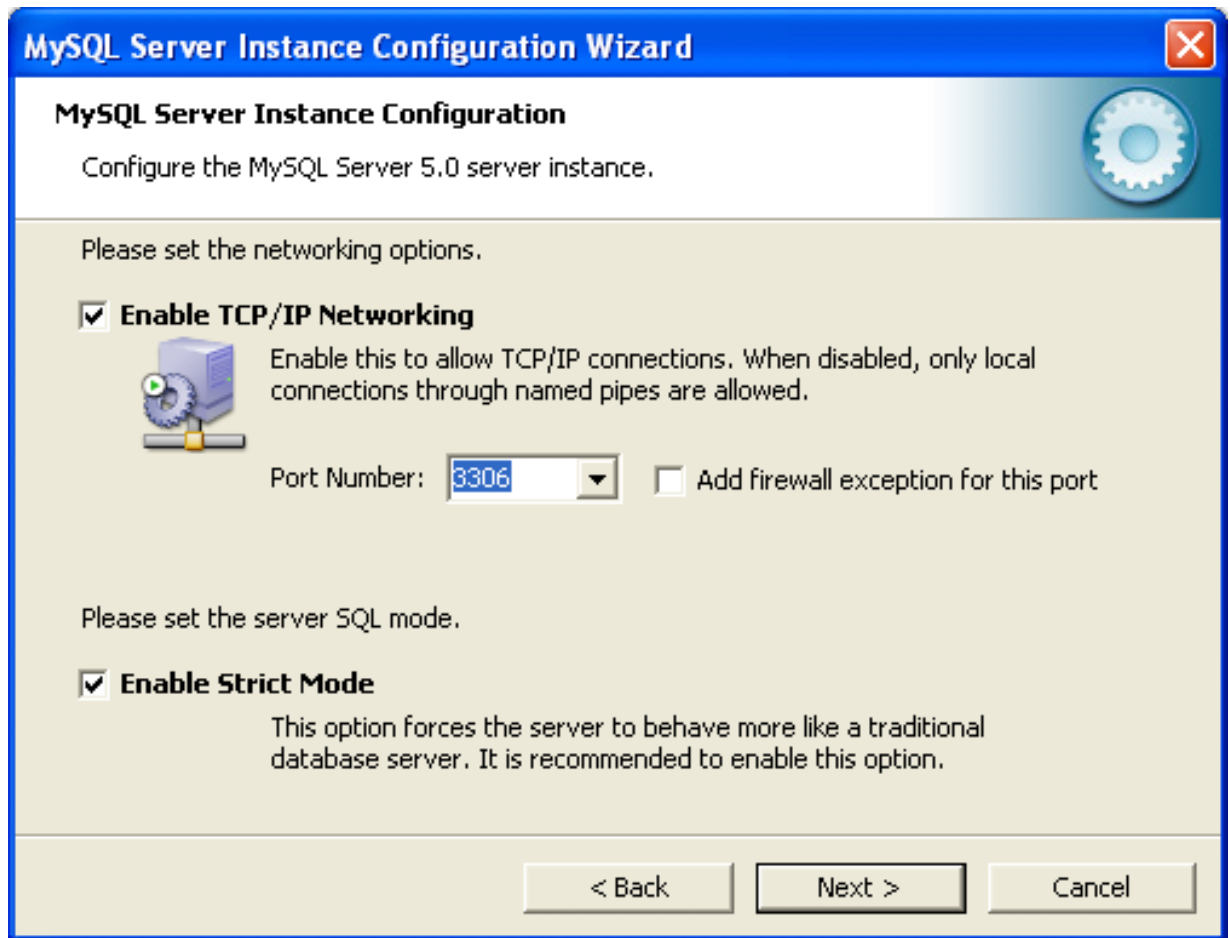 MySQL Server Instance Configuration Wizard
MySQL Server Instance Configuration
Configure the MySQL Server 5.0 server instance.
Please set the networking options.
Enable TCP/IP Networking
Enable this to allow TCP/IP connections. When disabled, only local
connections through named pipes are allowed.
Port Number: 3306 Add firewall exception for this port
Please set the server SQL mode.
Enable Strict Mode
This option forces the server to behave more like a traditional
database server. It is recommended to enable this option.
< Back Next > Cancel